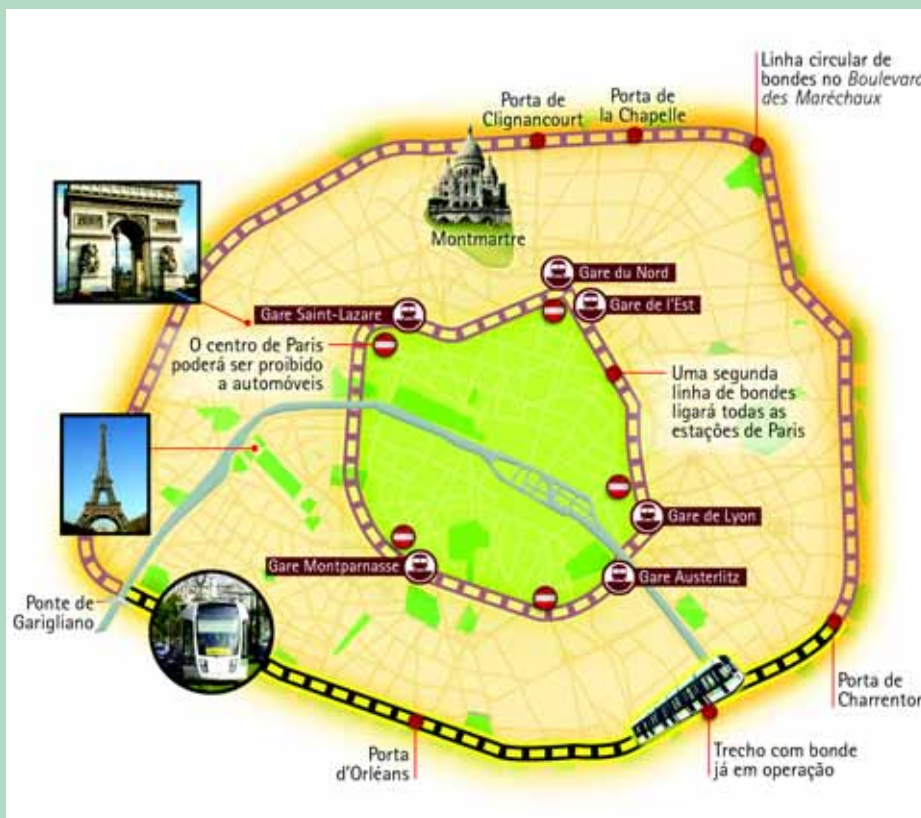 Linha circular de
bondes no Boulevard
des Maréchaux
Porta de
Clignancourt
Porta de
la Chapelle
Montmartre
Gare du Nord
Gare de l'Est
Gare Saint-Lazare
O centro de Paris
poderá ser proibido
a automóveis
Uma segunda
linha de bondes
ligará todas as
estações de Paris
Gare de Lyon
Gare Montparnasse
Gare Austerlitz
Ponte de
Garigliano
Porta de
Charrenton
Porta
d'Orléans
Trecho com bonde
já em operação